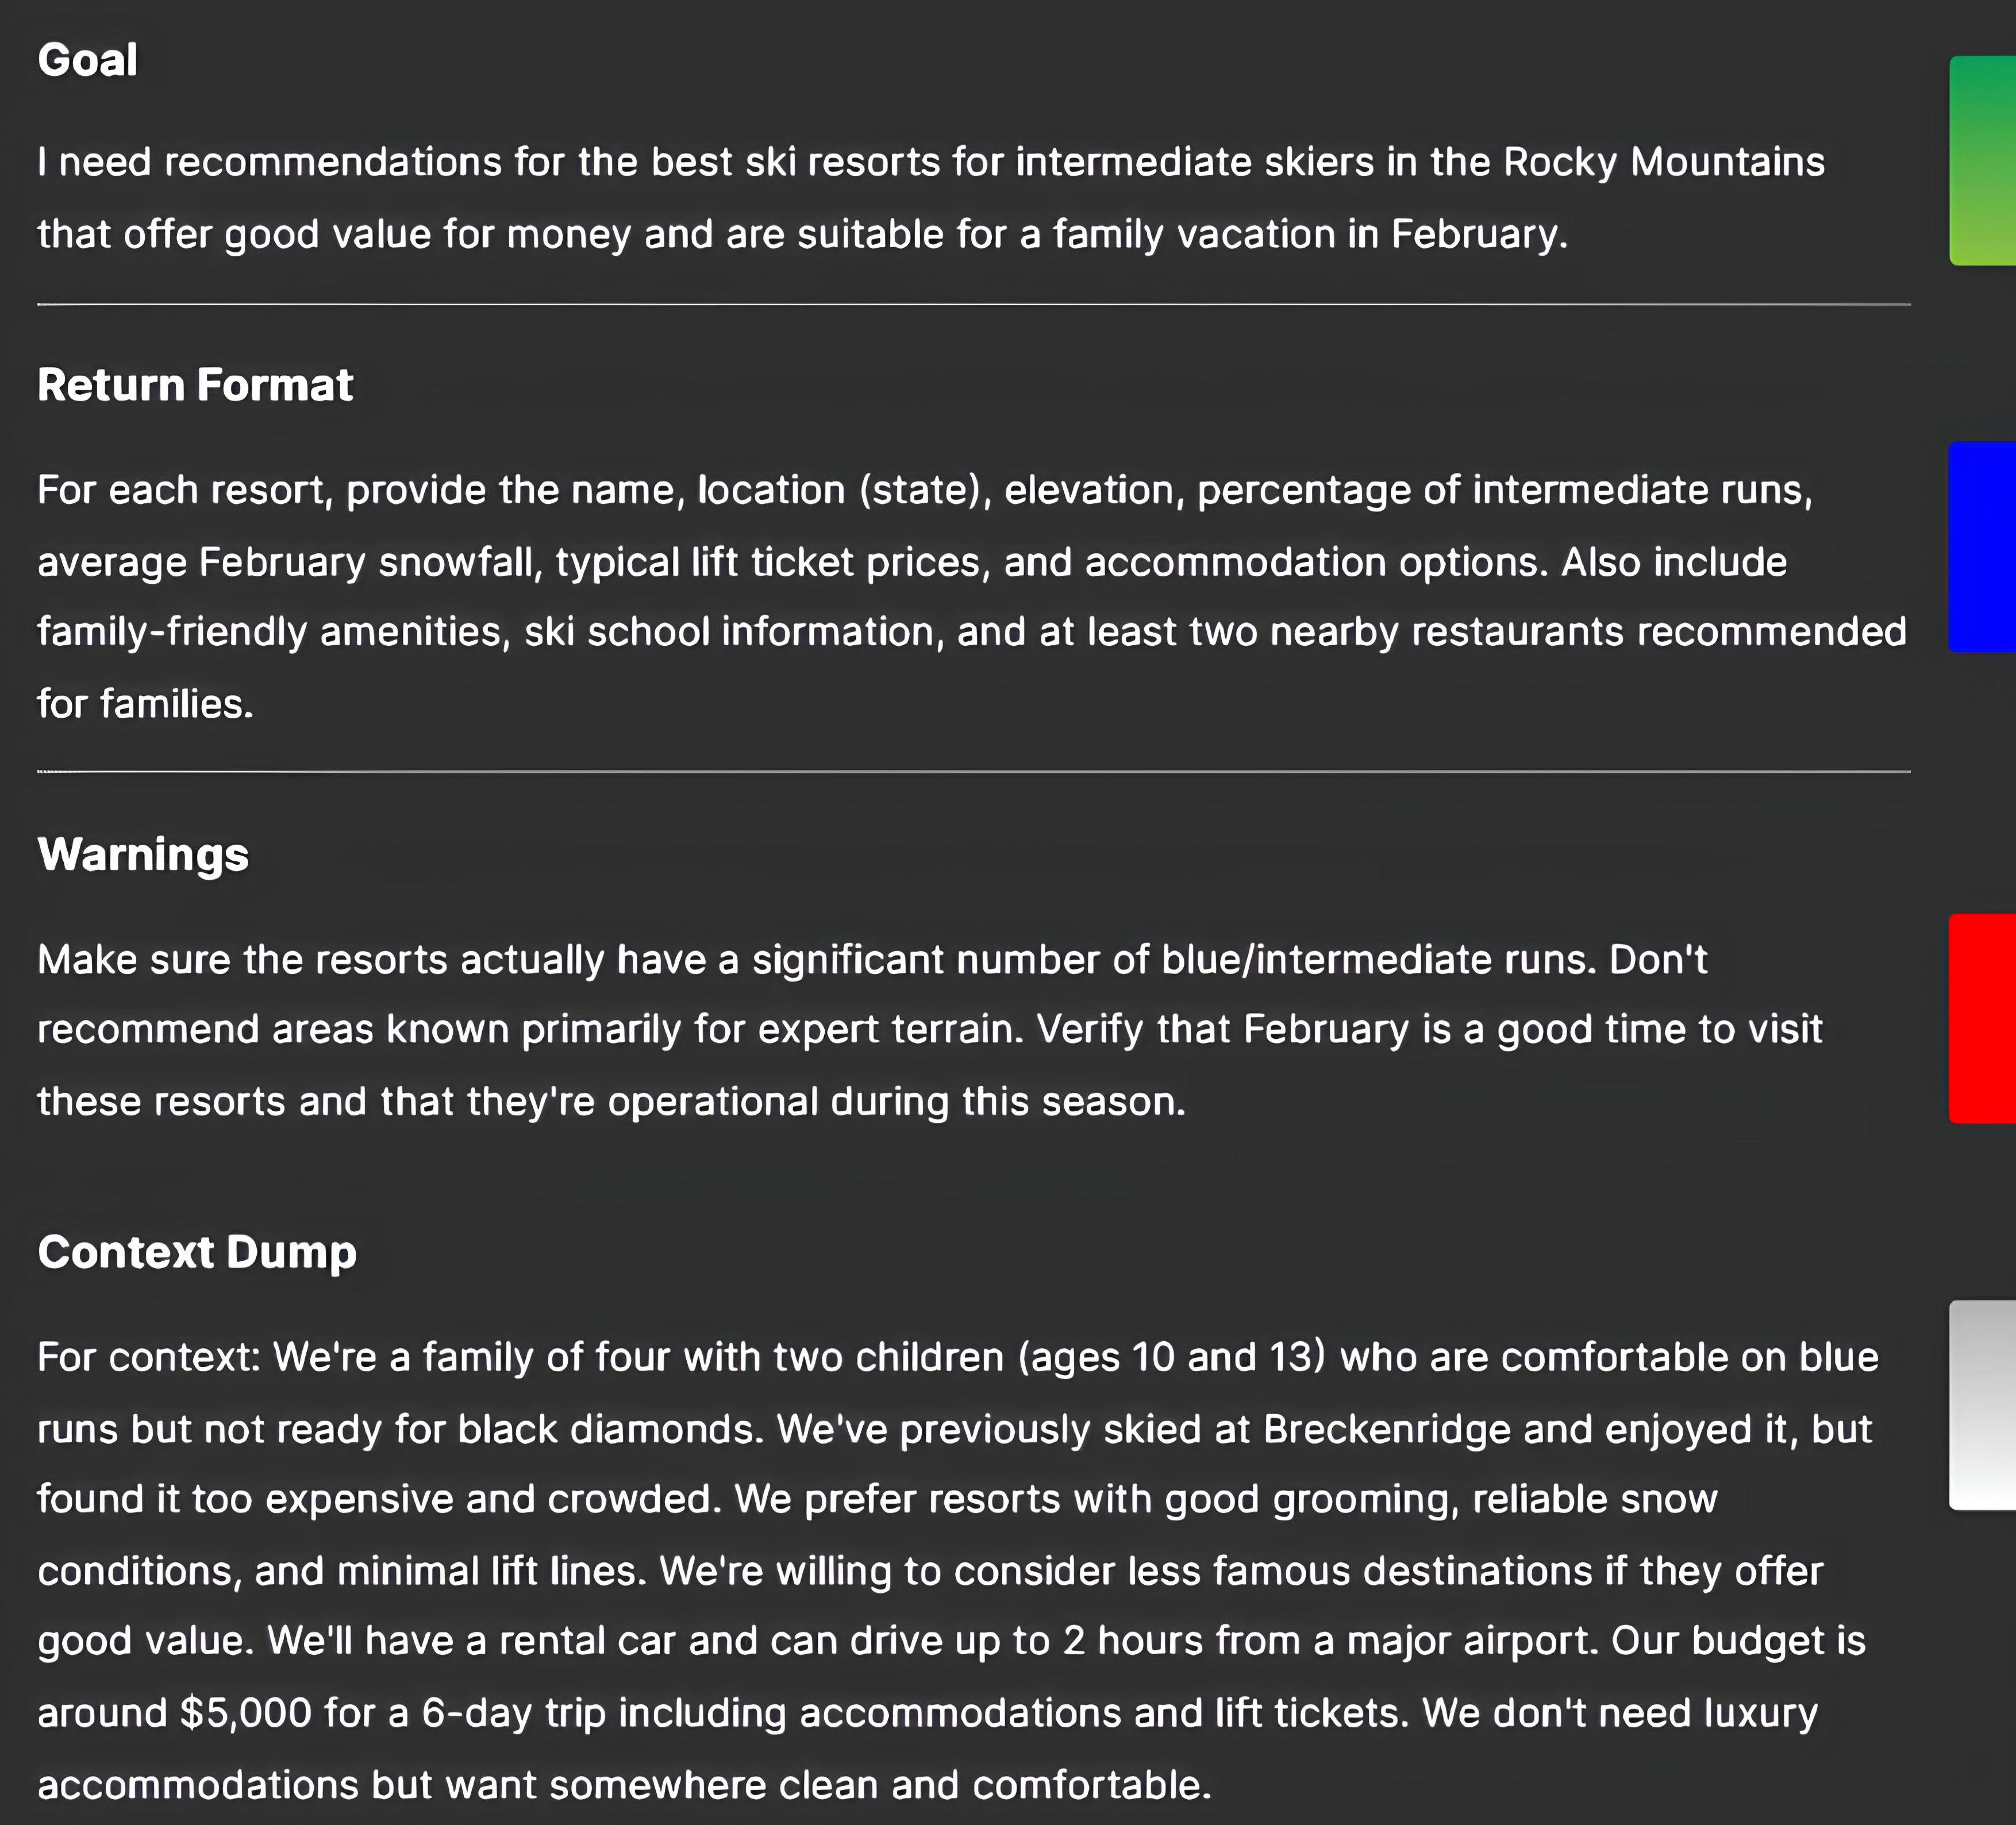 Goal
I need recommendations for the best ski resorts for intermediate skiers in the Rocky Mountains
that offer good value for money and are suitable for a family vacation in February.
Return Format
For each resort, provide the name, location (state), elevation, percentage of intermediate runs,
average February snowfall, typical lift ticket prices, and accommodation options. Also include
family-friendly amenities, ski school information, and at least two nearby restaurants recommended
for families.
Warnings
Make sure the resorts actually have a significant number of blue/intermediate runs. Don't
recommend areas known primarily for expert terrain. Verify that February is a good time to visit
these resorts and that they're operational during this season.
Context Dump
For context: We're a family of four with two children (ages 10 and 13) who are comfortable on blue
runs but not ready for black diamonds. We've previously skied at Breckenridge and enjoyed it, but
found it too expensive and crowded. We prefer resorts with good grooming, reliable snow
conditions, and minimal lift lines. We're willing to consider less famous destinations if they offer
good value. We'll have a rental car and can drive up to 2 hours from a major airport. Our budget is
around $5,000 for a 6-day trip including accommodations and lift tickets. We don't need luxury
accommodations but want somewhere clean and comfortable.